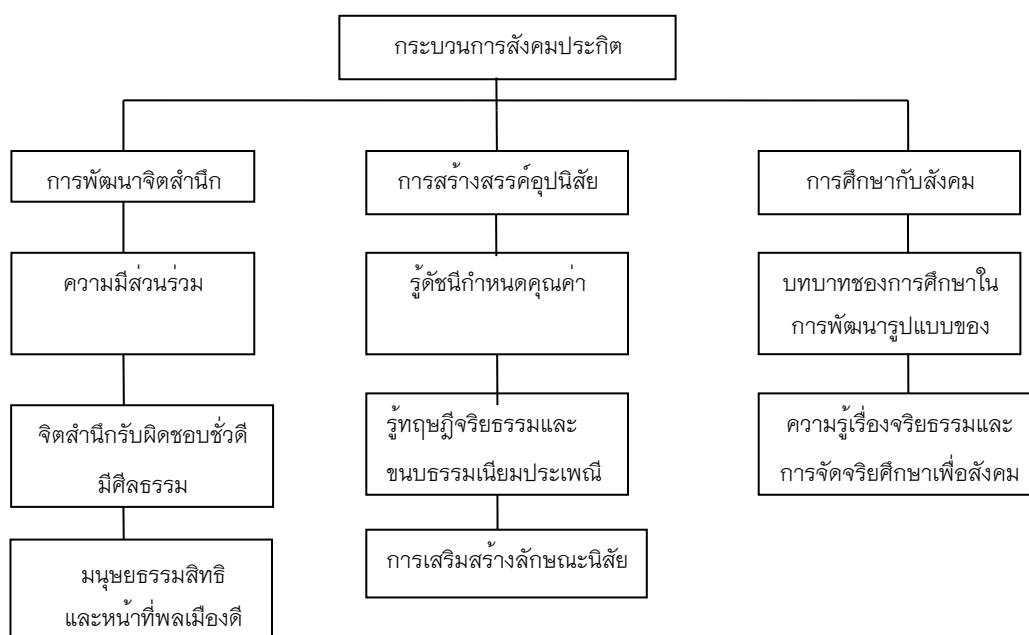 กระบวนการสังคมประกิต
การพัฒนาจิตสำนึก
การสร้างสรรค์อุปนิสัย
การศึกษากับสังคม
ความมีส่วนร่วม
รู้ดัชนีกำหนดคุณค่า
บทบาทชองการศึกษาใน
การพัฒนารูปแบบของ
จิตสำนึกรับผิดชอบชั่วดี
มีศีลธรรม
รู้ทฤษฎีจริยธรรมและ
ขนบธรรมเนียมประเพณี
ความรู้เรื่องจริยธรรมและ
การจัดจริยศึกษาเพื่อสังคม
มนุษยธรรมสิทธิ
และหน้าที่พลเมืองดี
การเสริมสร้างลักษณะนิสัย